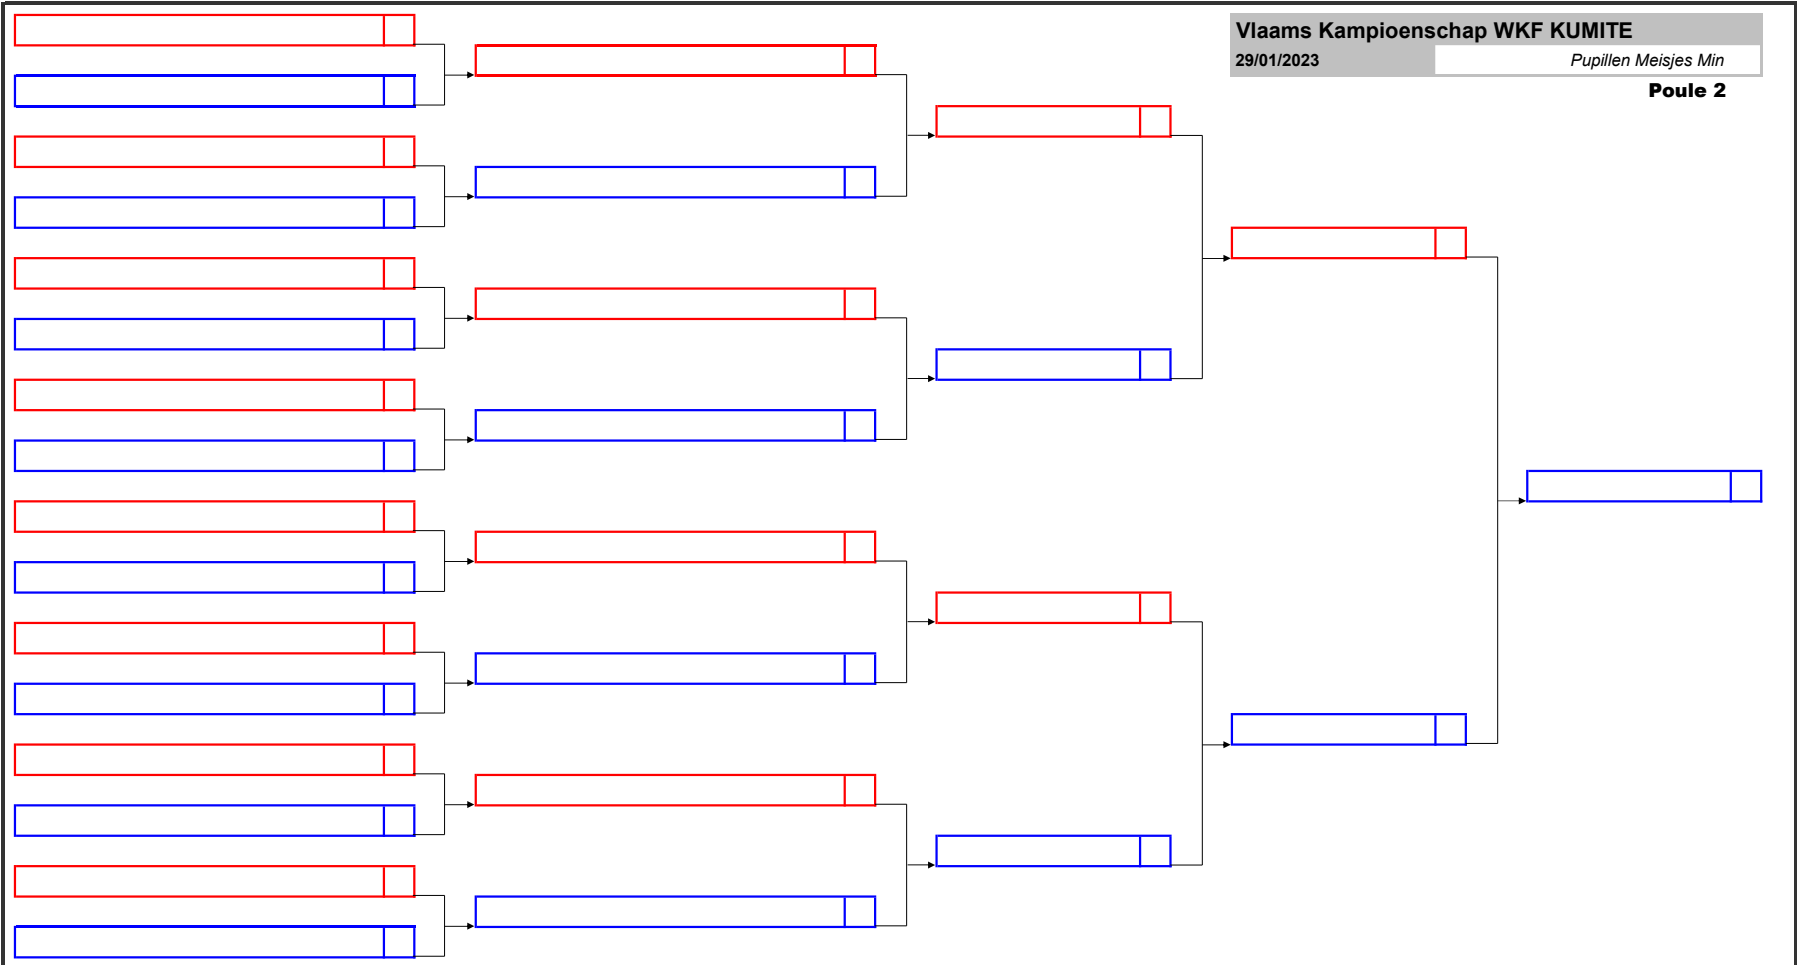 Vlaams Kampioenschap WKF KUMITE
29/01/2023 Pupillen Meisjes Min
Poule 2